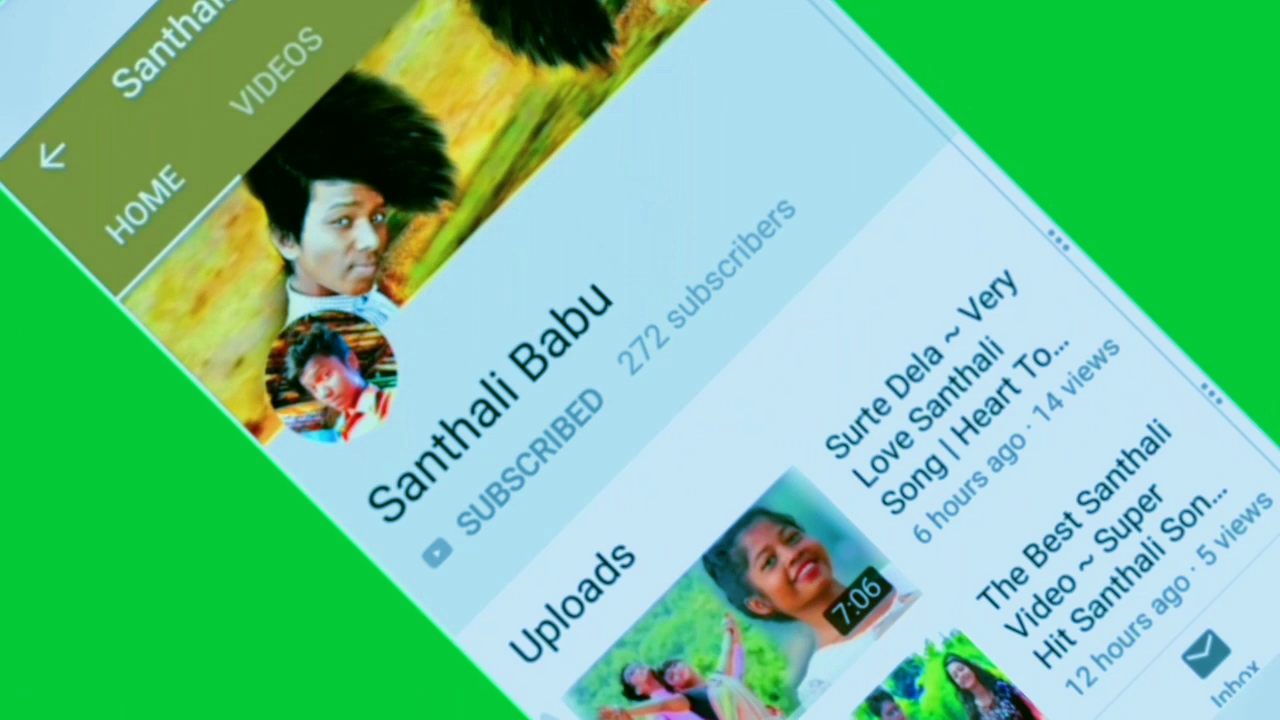 Santhali
HOME
VIDEOS
Santhali Babu
SUBSCRIBED 272 subscribers
Uploads
7:06
Surte Dela ~ Very
Love Santhali
Song | Heart To...
6 hours ago · 14 views
The Best Santhali
Video ~ Super
Hit Santhali Son...
12 hours ago · 5 views
Inbox